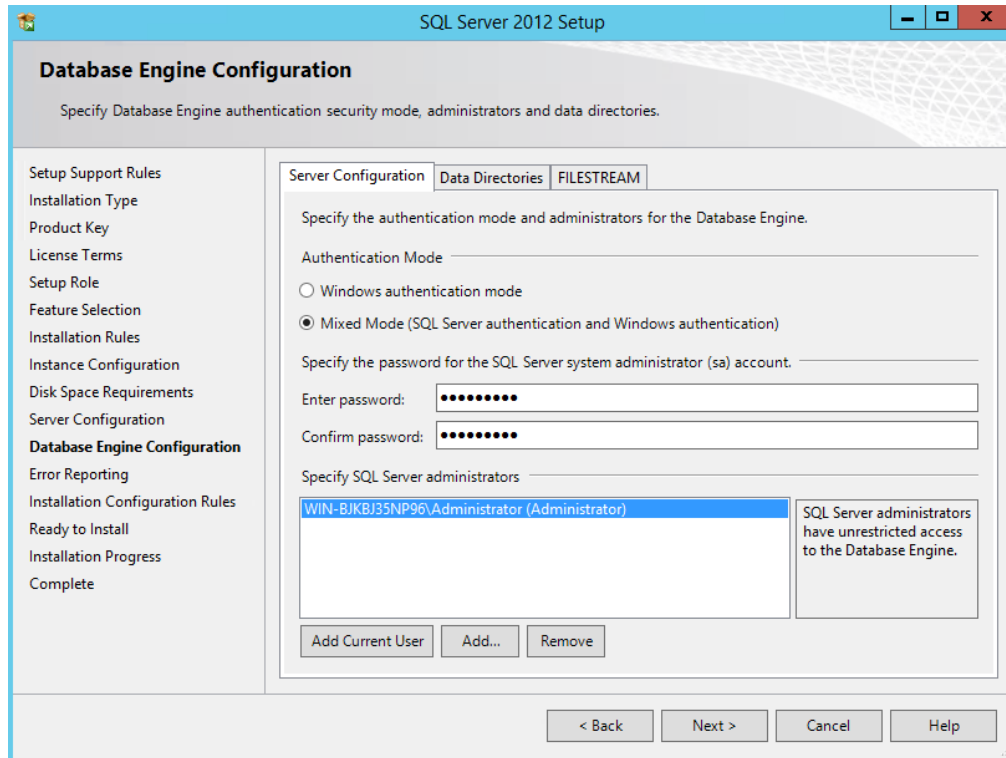 SQL Server 2012 Setup
Database Engine Configuration
Specify Database Engine authentication security mode, administrators and data directories.
Setup Support Rules
Installation Type
Product Key
License Terms
Setup Role
Feature Selection
Installation Rules
Instance Configuration
Disk Space Requirements
Server Configuration
Database Engine Configuration
Error Reporting
Installation Configuration Rules
Ready to Install
Installation Progress
Complete
Server Configuration Data Directories FILESTREAM
Specify the authentication mode and administrators for the Database Engine.
Authentication Mode
Windows authentication mode
Mixed Mode (SQL Server authentication and Windows authentication)
Specify the password for the SQL Server system administrator (sa) account.
Enter password: ●●●●●●●●●
Confirm password: ●●●●●●●●●
Specify SQL Server administrators
WIN-BJKBJ35NP96\Administrator (Administrator)
SQL Server administrators
have unrestricted access
to the Database Engine.
Add Current User Add... Remove
< Back Next > Cancel Help